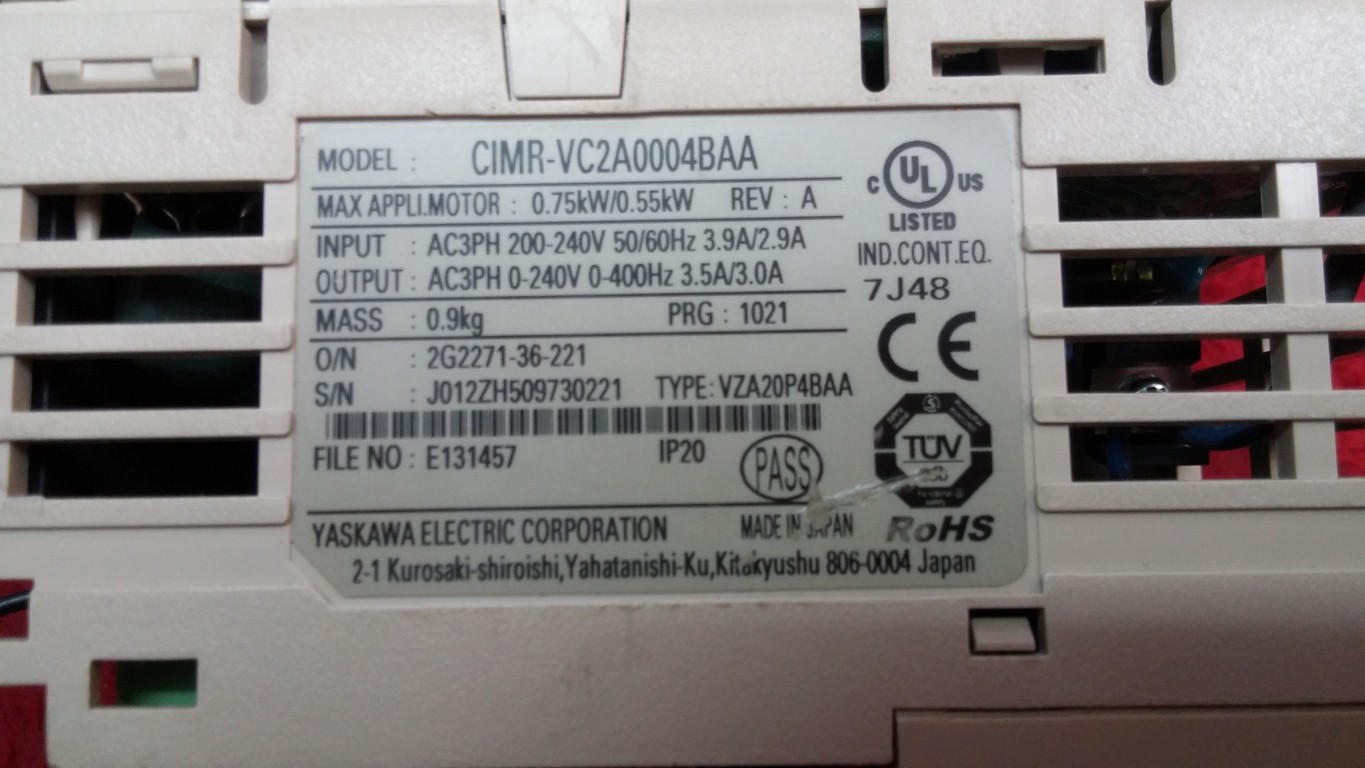 MODEL : CIMR-VC2A0004BAA
MAX APPLI.MOTOR : 0.75kW/0.55kW REV : A
INPUT : AC3PH 200-240V 50/60Hz 3.9A/2.9A
OUTPUT : AC3PH 0-240V 0-400Hz 3.5A/3.0A
MASS : 0.9kg PRG : 1021
O/N : 2G2271-36-221
S/N : J012ZH509730221 TYPE: VZA20P4BAA
FILE NO : E131457 IP20 PASS
YASKAWA ELECTRIC CORPORATION MADE IN JAPAN
2-1 Kurosaki-shiroishi,Yahatanishi-Ku,Kitakyushu 806-0004 Japan
C UL US
LISTED
IND.CONT.EQ.
7J48
CE
TÜV
RoHS